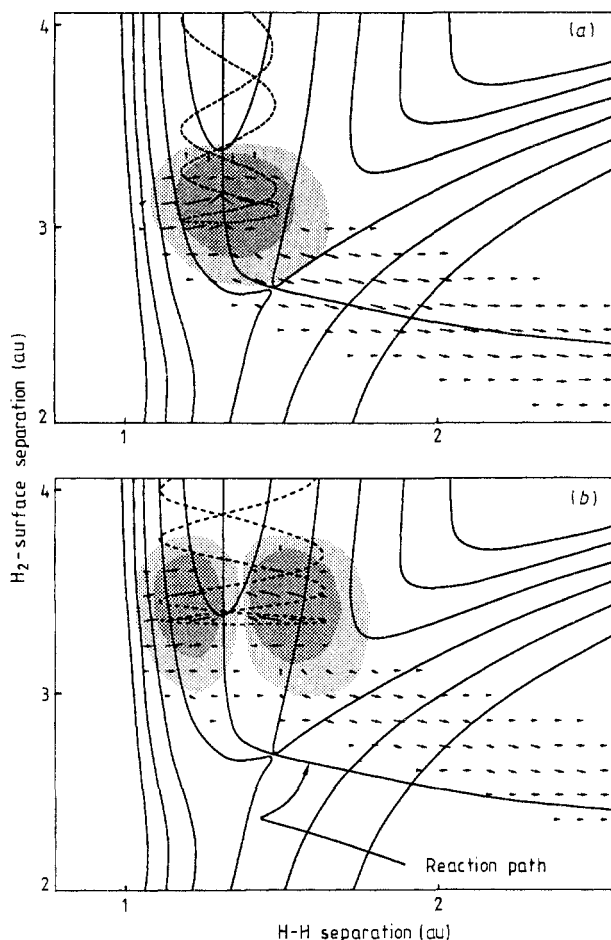 4
(a)
3
2
1
2
H₂-surface separation (au)
4
(b)
3
2
Reaction path
1
2
H-H separation (au)